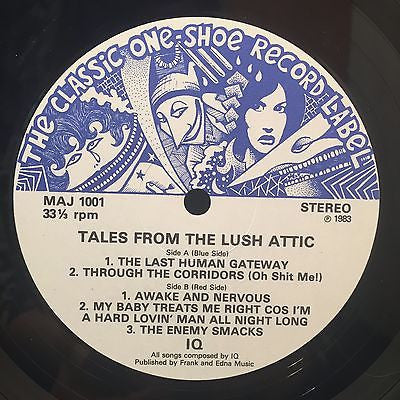 THE CLASSIC ONE-SHOE RECORD LABEL
MAJ 1001
33⅓ rpm
STEREO
℗ 1983
TALES FROM THE LUSH ATTIC
Side A (Blue Side)
1. THE LAST HUMAN GATEWAY
2. THROUGH THE CORRIDORS (Oh Shit Me!)
Side B (Red Side)
1. AWAKE AND NERVOUS
2. MY BABY TREATS ME RIGHT COS I'M
A HARD LOVIN' MAN ALL NIGHT LONG
3. THE ENEMY SMACKS
IQ
All songs composed by IQ
Published by Frank and Edna Music